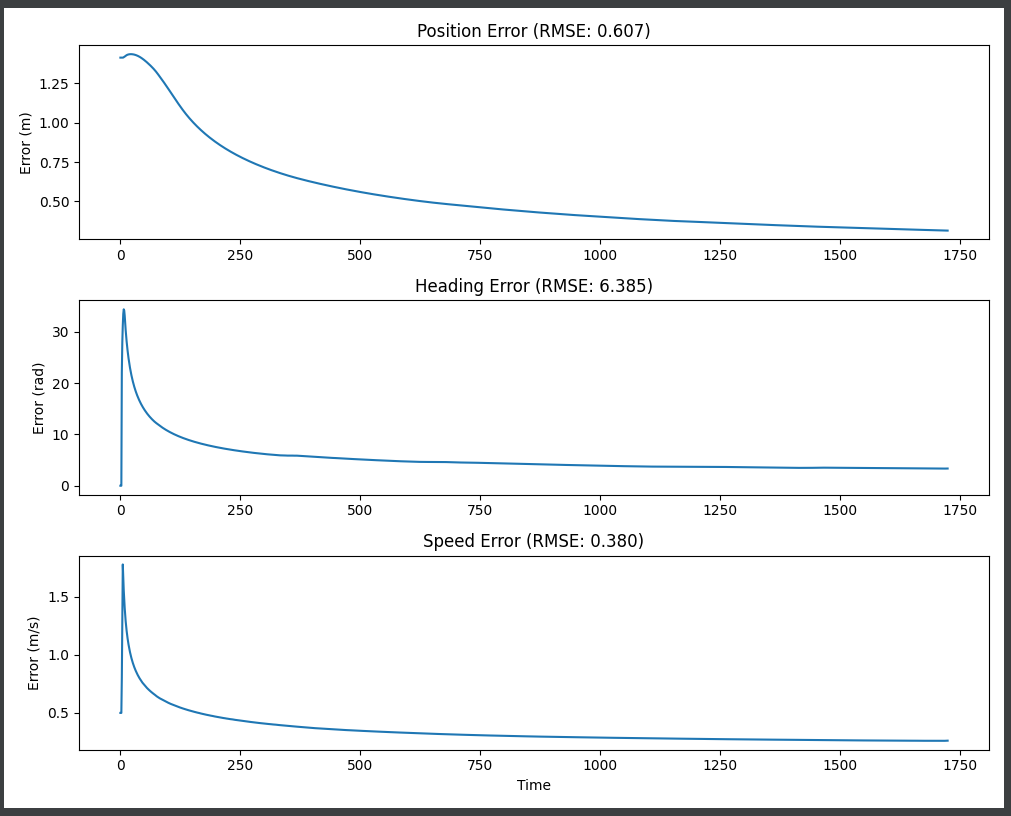 Position Error (RMSE: 0.607)
1.25
1.00
0.75
0.50
Error (m)
0 250 500 750 1000 1250 1500 1750
Heading Error (RMSE: 6.385)
30
20
10
0
Error (rad)
0 250 500 750 1000 1250 1500 1750
Speed Error (RMSE: 0.380)
1.5
1.0
0.5
Error (m/s)
0 250 500 750 1000 1250 1500 1750
Time